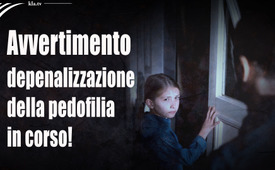 kla.tv
Avvertimento
depenalizzazione
della pedofilia
in corso!